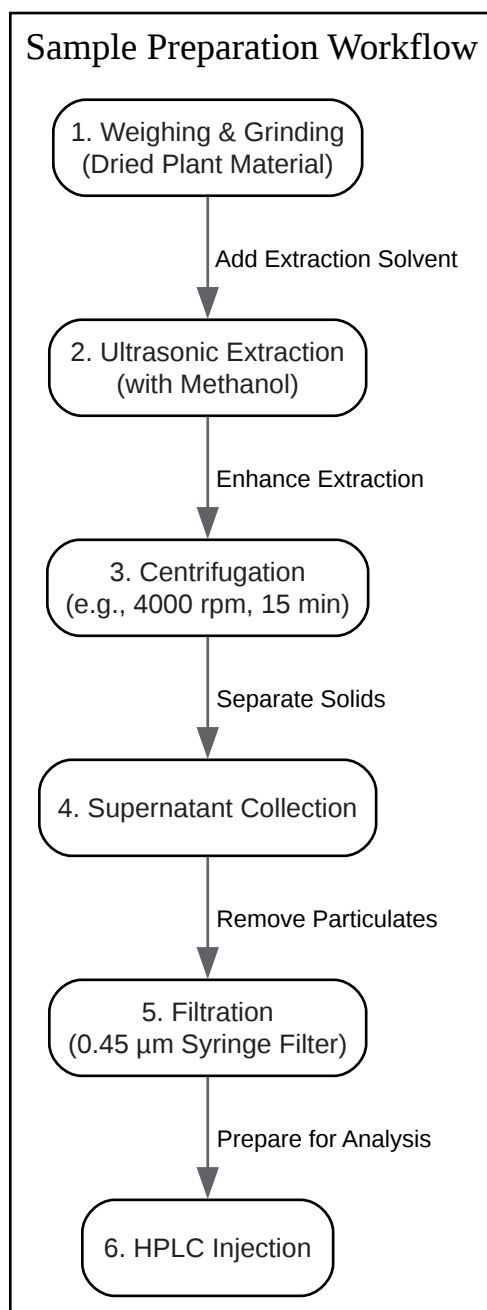 Sample Preparation Workflow
1. Weighing & Grinding
(Dried Plant Material)
Add Extraction Solvent
2. Ultrasonic Extraction
(with Methanol)
Enhance Extraction
3. Centrifugation
(e.g., 4000 rpm, 15 min)
Separate Solids
4. Supernatant Collection
Remove Particulates
5. Filtration
(0.45 µm Syringe Filter)
Prepare for Analysis
6. HPLC Injection